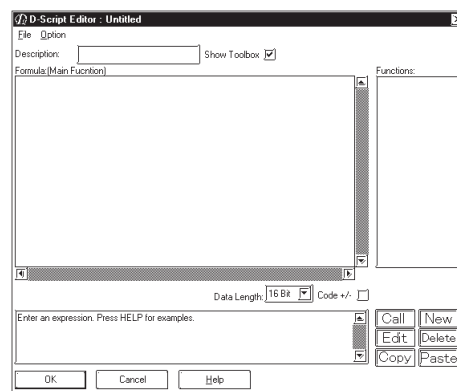 D-Script Editor : Untitled
File Option
Description: Show Toolbox
Formula:(Main Fucntion) Functions:
Data Length: 16 Bit Code +/-
Enter an expression. Press HELP for examples.
Call New
Edit Delete
Copy Paste
OK Cancel Help